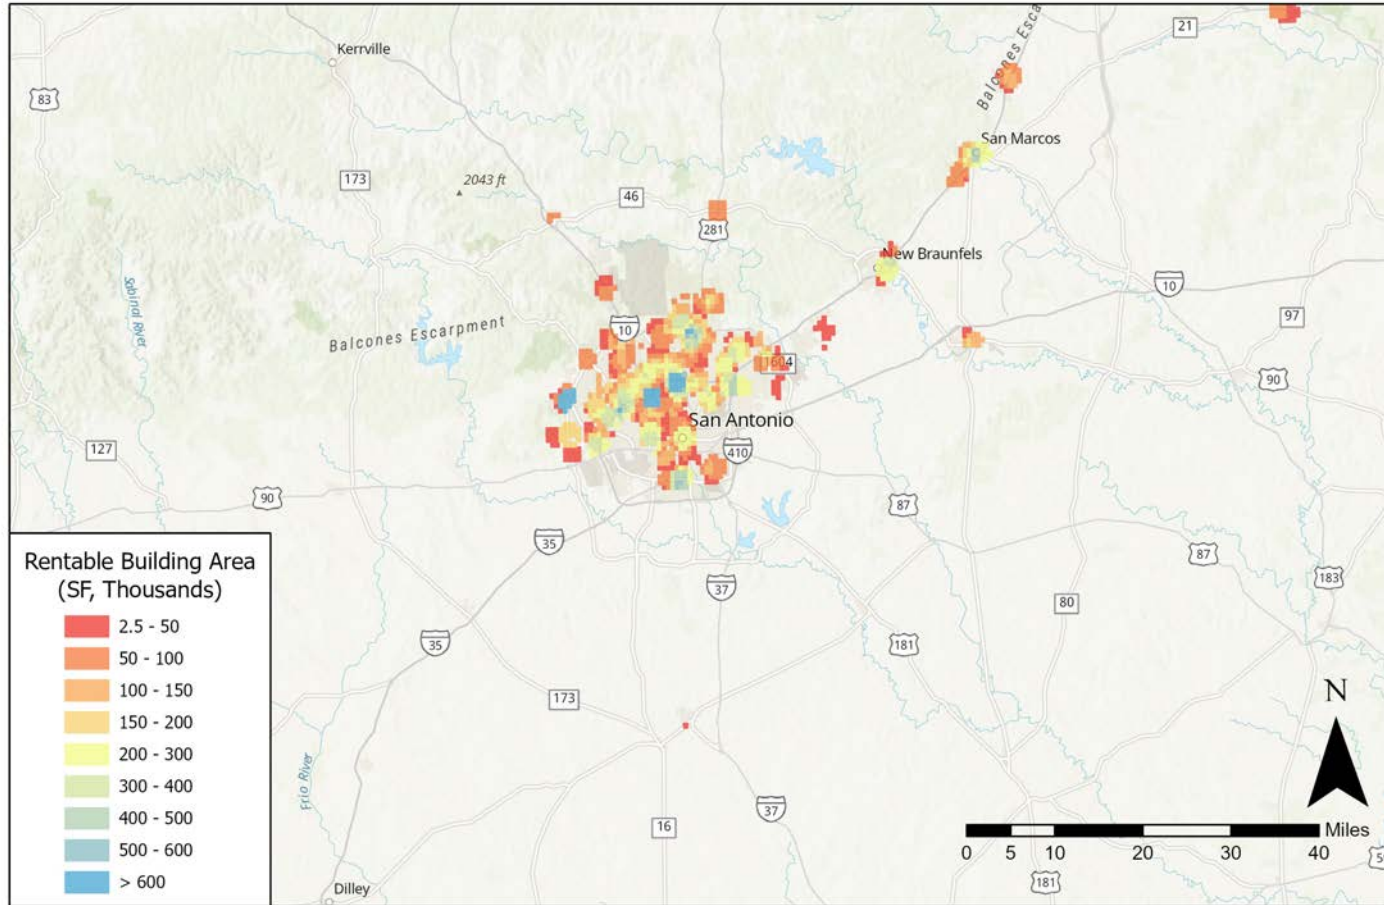 Balcones Esca
21
Kerrville
83
San Marcos
173
2043 ft
46
281
New Braunfels
Sabinal River
10
10
97
Balcones Escarpment
1604
90
San Antonio
127
410
90
87
35
87
Rentable Building Area
(SF, Thousands)
2.5 - 50
50 - 100
100 - 150
150 - 200
200 - 300
300 - 400
400 - 500
500 - 600
> 600
37
183
80
35
181
173
N
Frio River
37
16
Miles
0 5 10 20 30 40
181
Dilley